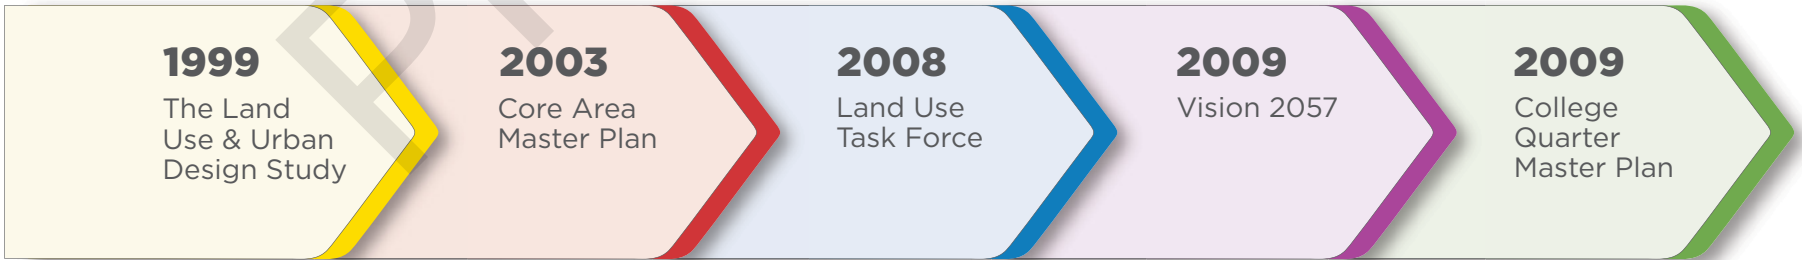 1999
The Land
Use & Urban
Design Study
2003
Core Area
Master Plan
2008
Land Use
Task Force
2009
Vision 2057
2009
College
Quarter
Master Plan